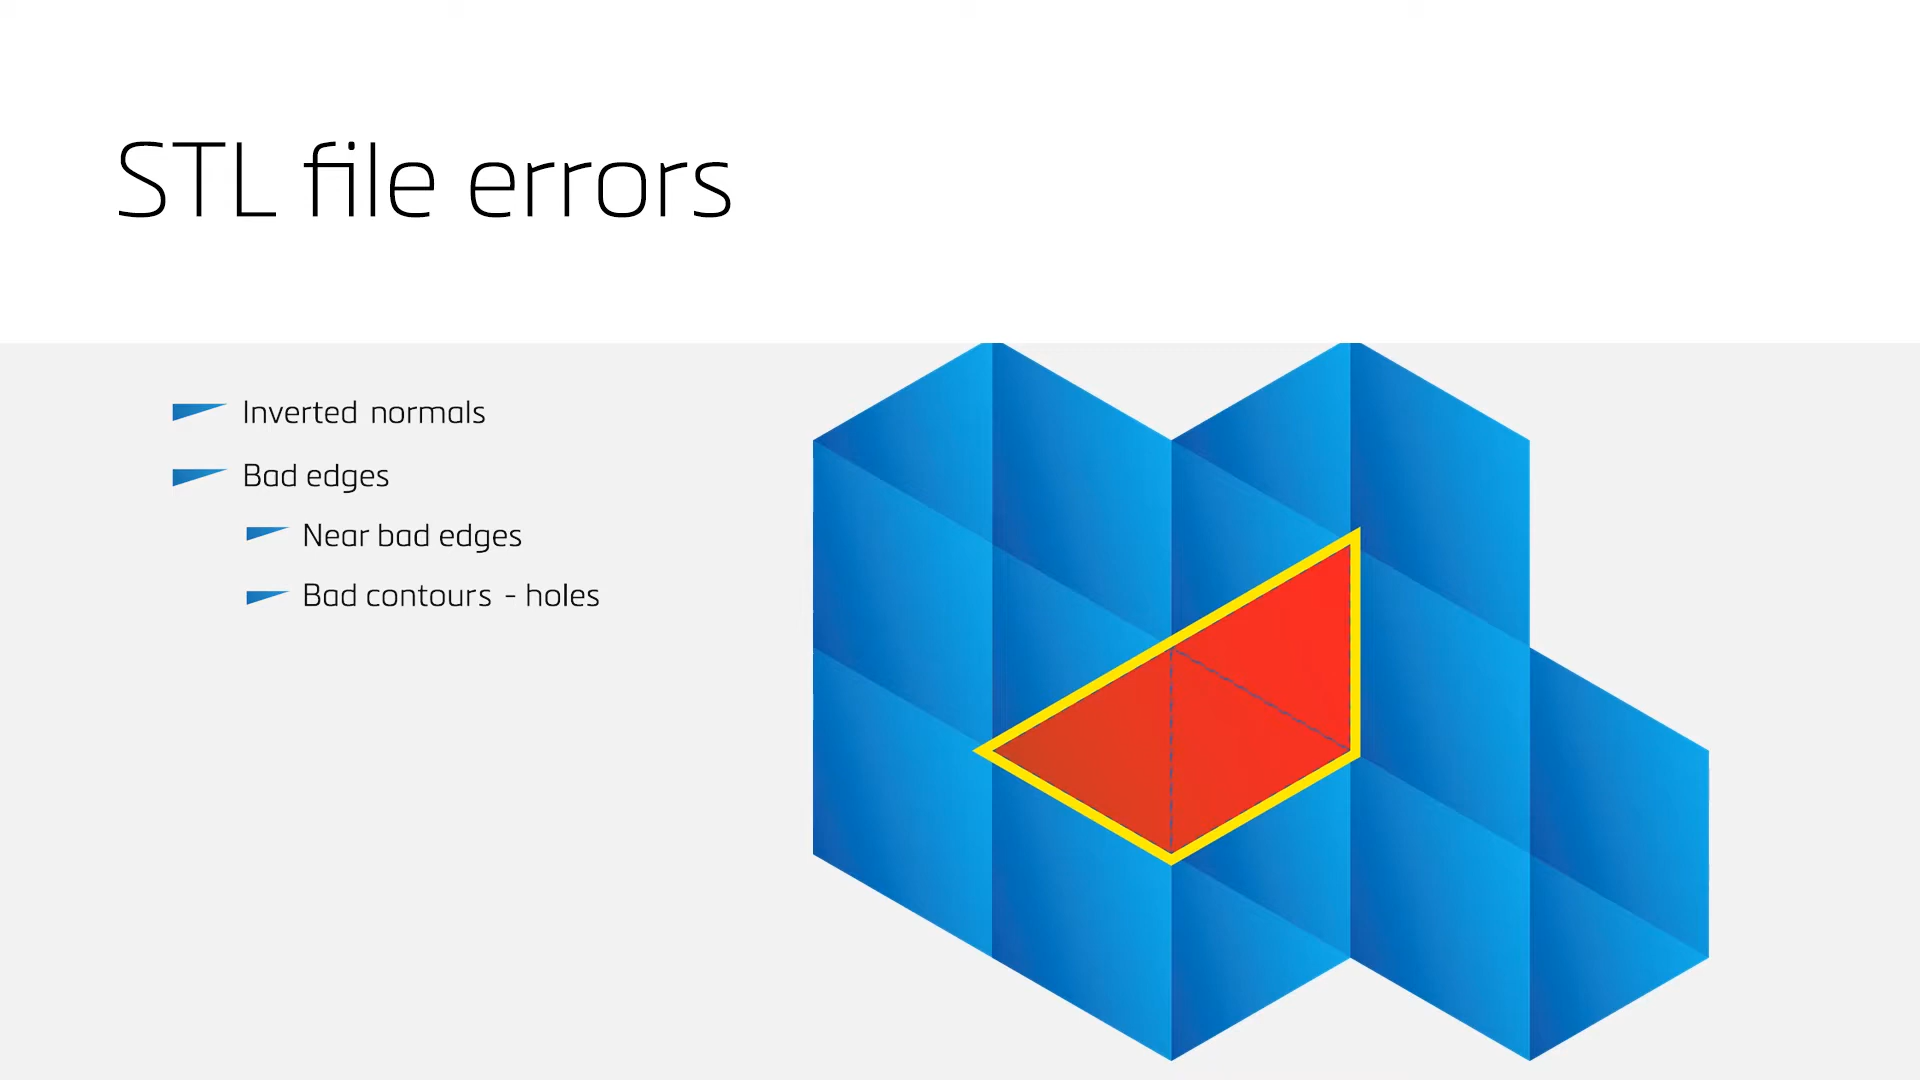 STL file errors
Inverted normals
Bad edges
Near bad edges
Bad contours - holes